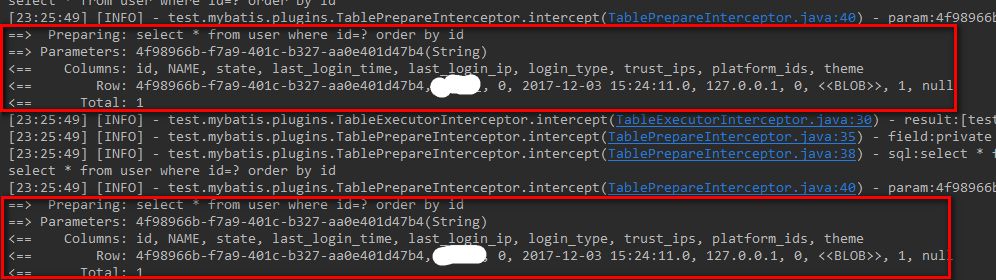 select * from user where id=? order by id
[23:25:49] [INFO] - test.mybatis.plugins.TablePrepareInterceptor.intercept(TablePrepareInterceptor.java:40) - param:4f98966b
==>  Preparing: select * from user where id=? order by id
==> Parameters: 4f98966b-f7a9-401c-b327-aa0e401d47b4(String)
<==    Columns: id, NAME, state, last_login_time, last_login_ip, login_type, trust_ips, platform_ids, theme
<==        Row: 4f98966b-f7a9-401c-b327-aa0e401d47b4, , 0, 2017-12-03 15:24:11.0, 127.0.0.1, 0, <<BLOB>>, 1, null
<==      Total: 1
[23:25:49] [INFO] - test.mybatis.plugins.TableExecutorInterceptor.intercept(TableExecutorInterceptor.java:30) - result:[test
[23:25:49] [INFO] - test.mybatis.plugins.TablePrepareInterceptor.intercept(TablePrepareInterceptor.java:35) - field:private
[23:25:49] [INFO] - test.mybatis.plugins.TablePrepareInterceptor.intercept(TablePrepareInterceptor.java:38) - sql:select * f
select * from user where id=? order by id
[23:25:49] [INFO] - test.mybatis.plugins.TablePrepareInterceptor.intercept(TablePrepareInterceptor.java:40) - param:4f98966
==>  Preparing: select * from user where id=? order by id
==> Parameters: 4f98966b-f7a9-401c-b327-aa0e401d47b4(String)
<==    Columns: id, NAME, state, last_login_time, last_login_ip, login_type, trust_ips, platform_ids, theme
<==        Row: 4f98966b-f7a9-401c-b327-aa0e401d47b4, , 0, 2017-12-03 15:24:11.0, 127.0.0.1, 0, <<BLOB>>, 1, null
<==      Total: 1